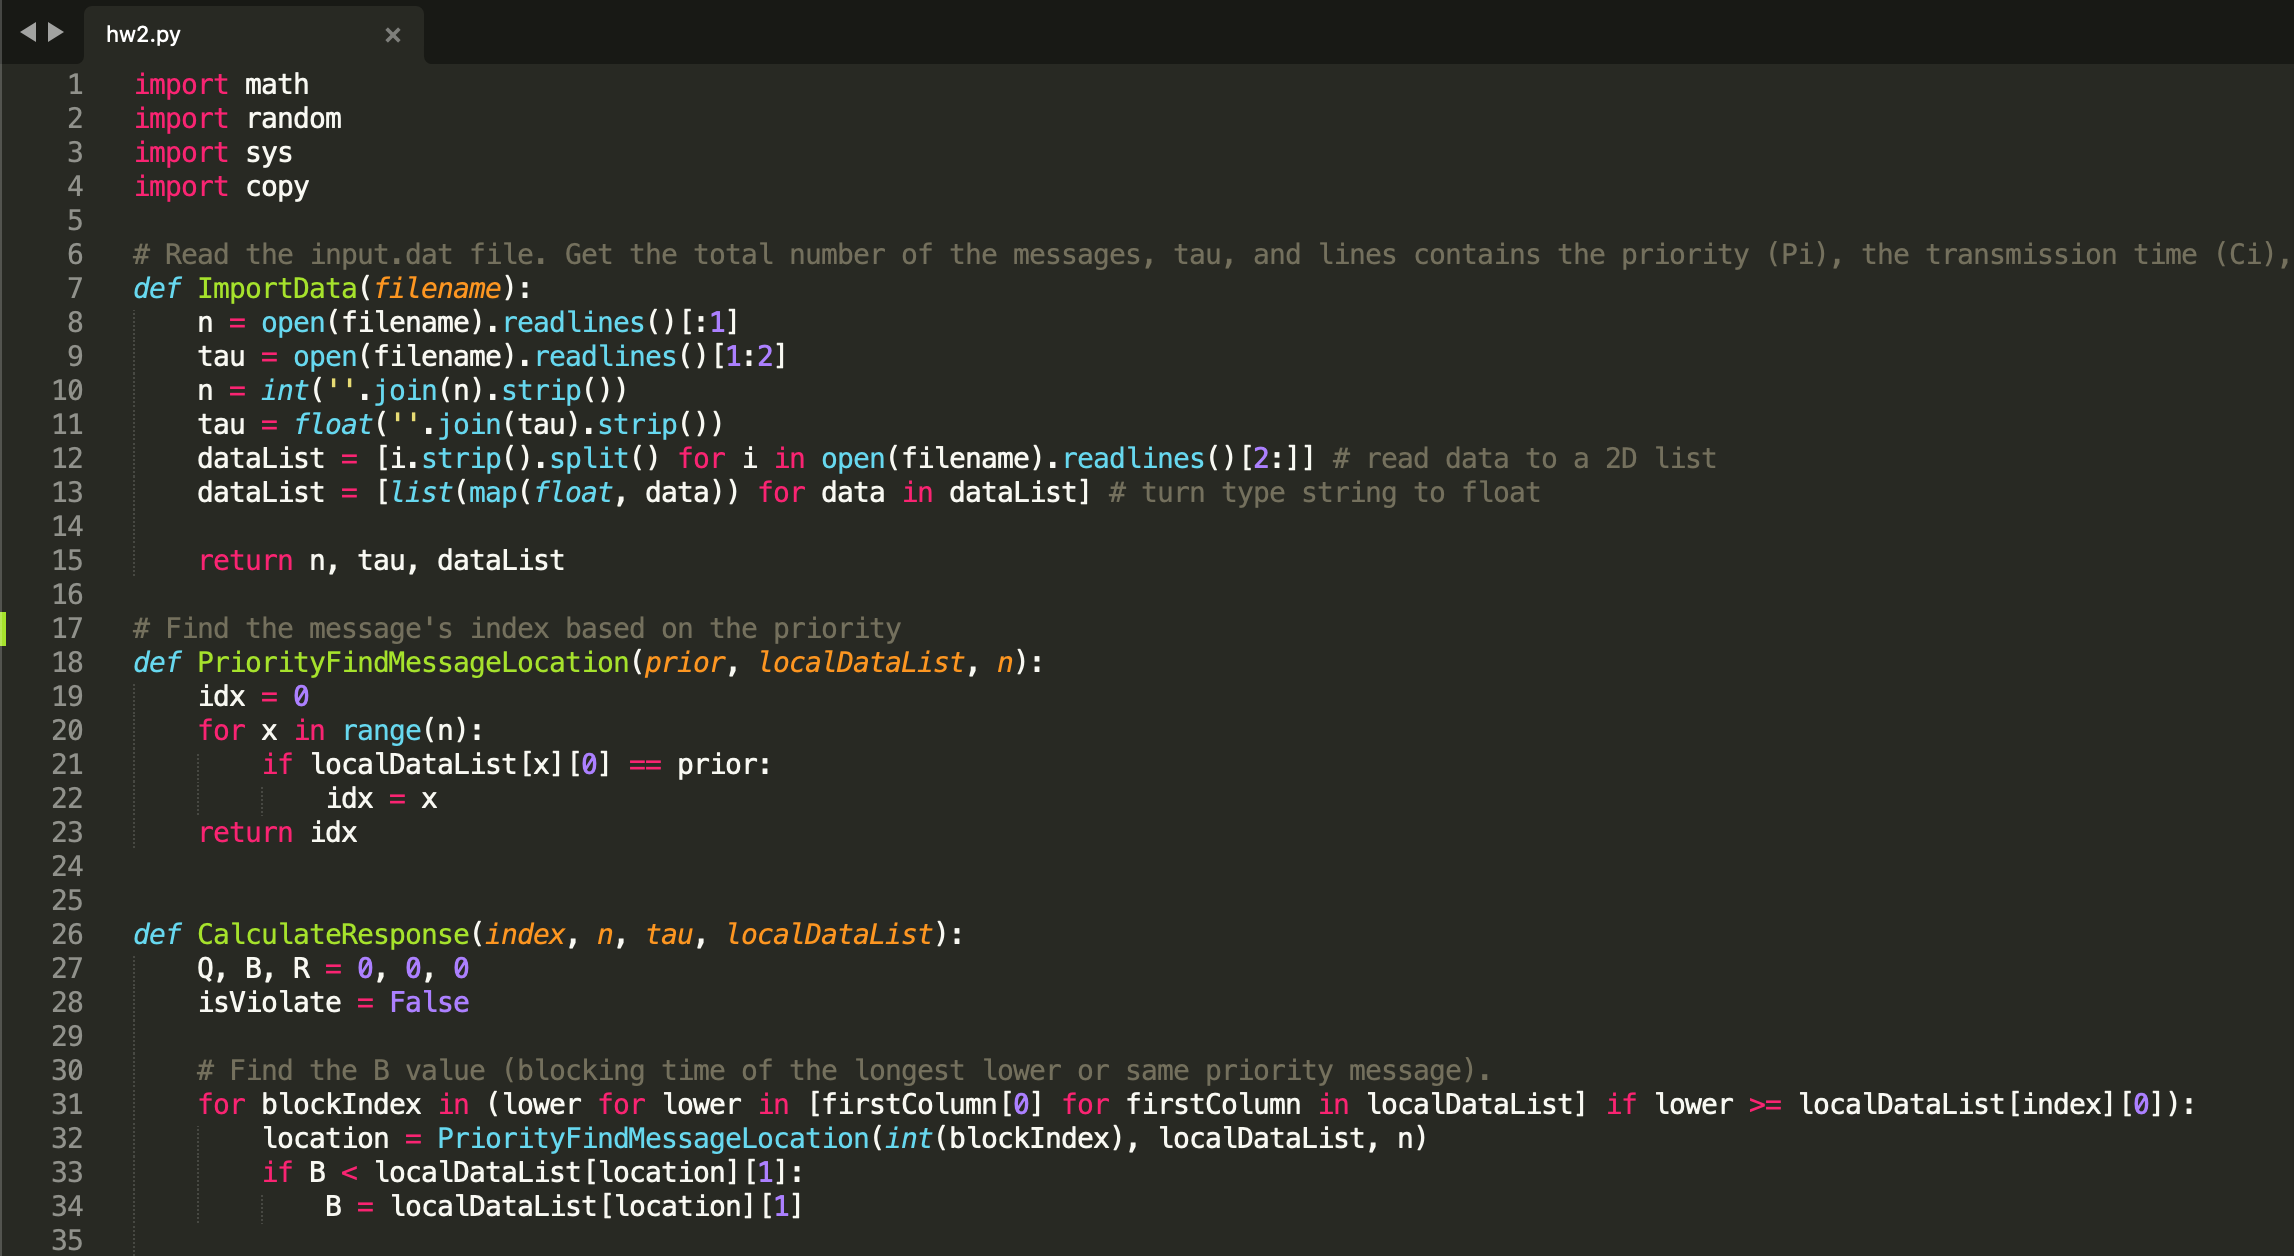 hw2.py
1 import math
2 import random
3 import sys
4 import copy
5
6 # Read the input.dat file. Get the total number of the messages, tau, and lines contains the priority (Pi), the transmission time (Ci),
7 def ImportData(filename):
8     n = open(filename).readlines()[:1]
9     tau = open(filename).readlines()[1:2]
10     n = int(''.join(n).strip())
11     tau = float(''.join(tau).strip())
12     dataList = [i.strip().split() for i in open(filename).readlines()[2:]] # read data to a 2D list
13     dataList = [list(map(float, data)) for data in dataList] # turn type string to float
14
15     return n, tau, dataList
16
17 # Find the message's index based on the priority
18 def PriorityFindMessageLocation(prior, localDataList, n):
19     idx = 0
20     for x in range(n):
21         if localDataList[x][0] == prior:
22             idx = x
23     return idx
24
25
26 def CalculateResponse(index, n, tau, localDataList):
27     Q, B, R = 0, 0, 0
28     isViolate = False
29
30     # Find the B value (blocking time of the longest lower or same priority message).
31     for blockIndex in (lower for lower in [firstColumn[0] for firstColumn in localDataList] if lower >= localDataList[index][0]):
32         location = PriorityFindMessageLocation(int(blockIndex), localDataList, n)
33         if B < localDataList[location][1]:
34             B = localDataList[location][1]
35